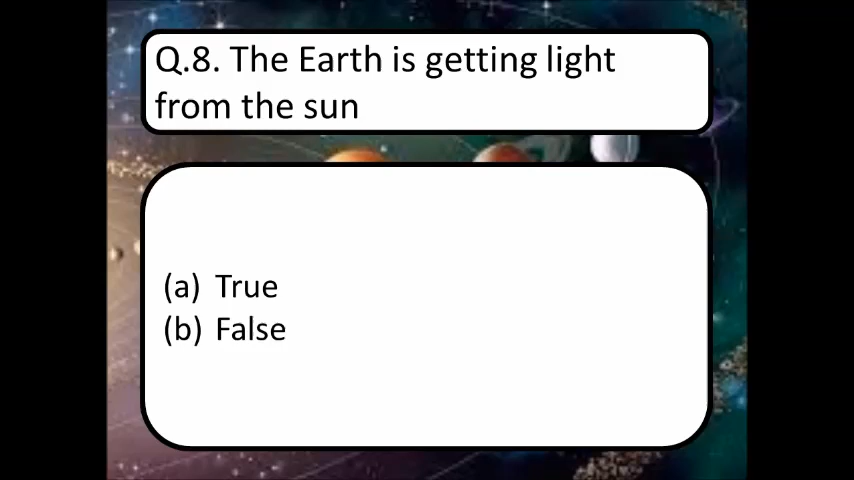 Q.8. The Earth is getting light
from the sun
(a) True
(b) False